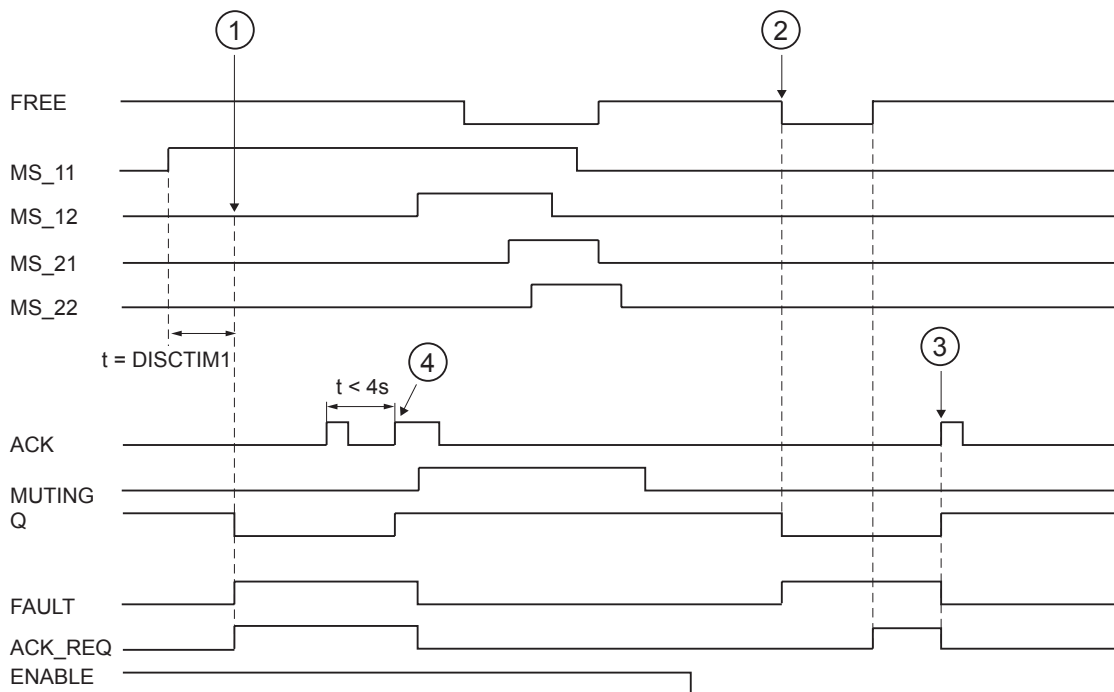 1
2
FREE
MS_11
MS_12
MS_21
MS_22
t = DISCTIM1
t < 4s
4
3
ACK
MUTING
Q
FAULT
ACK_REQ
ENABLE